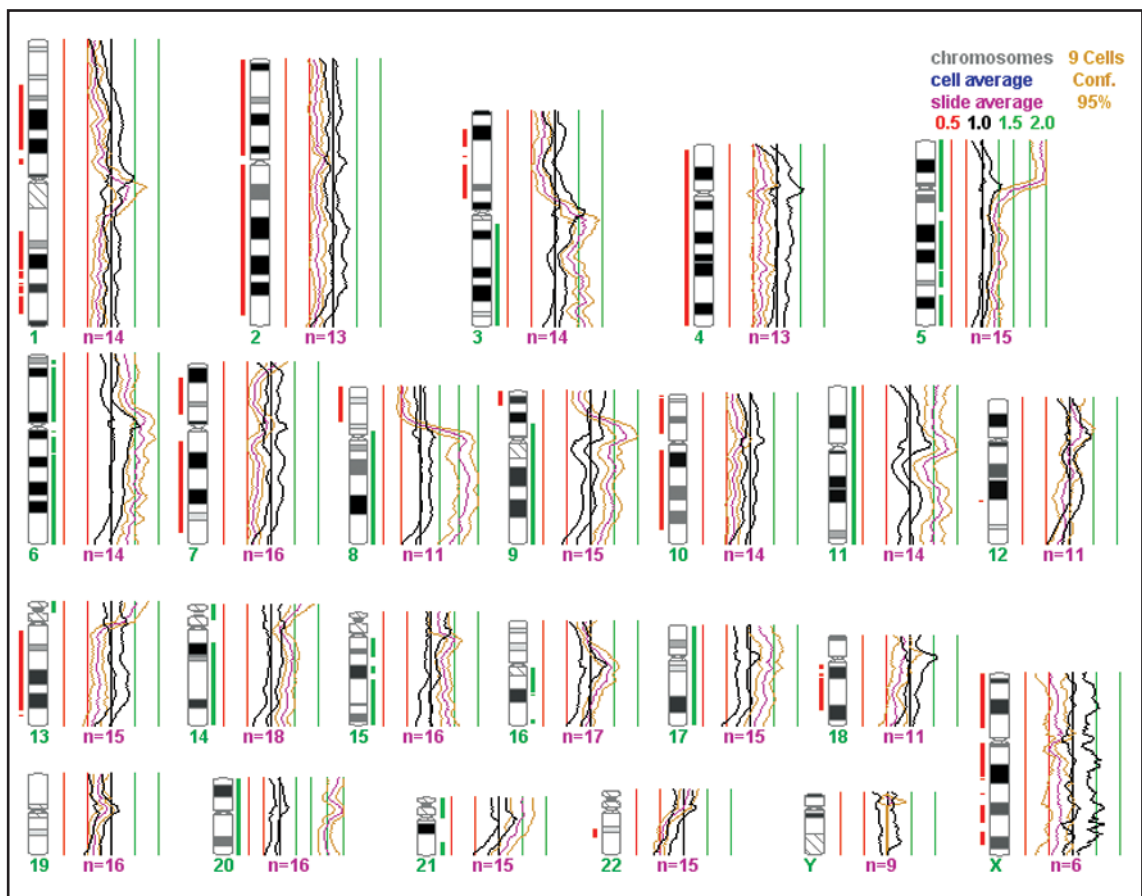 chromosomes 9 Cells
cell average Conf.
slide average 95%
0.5 1.0 1.5 2.0
1 n=14 2 n=13 3 n=14 4 n=13 5 n=15
6 n=14 7 n=16 8 n=11 9 n=15 10 n=14 11 n=14 12 n=11
13 n=15 14 n=18 15 n=16 16 n=17 17 n=15 18 n=11
19 n=16 20 n=16 21 n=15 22 n=15 Y n=9 X n=6